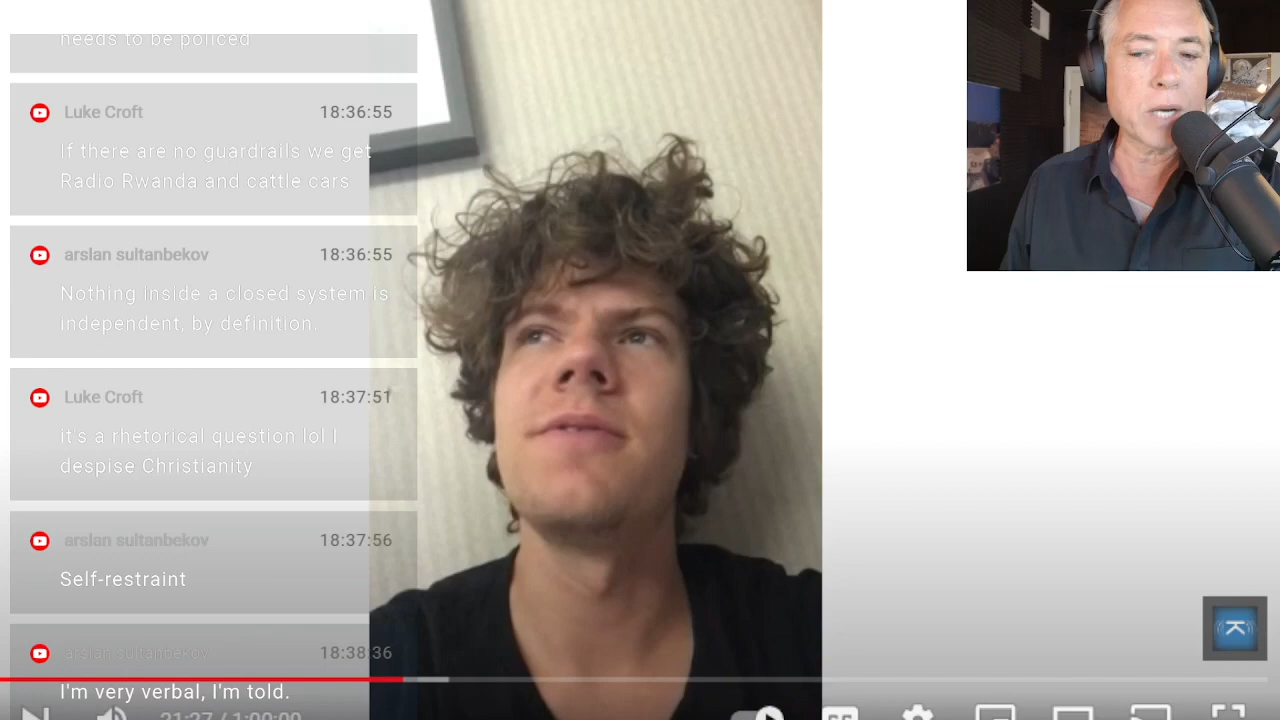 needs to be policed
Luke Croft 18:36:55
If there are no guardrails we get
Radio Rwanda and cattle cars
arslan sultanbekov 18:36:55
Nothing inside a closed system is
independent, by definition.
Luke Croft 18:37:51
it's a rhetorical question lol I
despise Christianity
arslan sultanbekov 18:37:56
Self-restraint
arslan sultanbekov 18:38:36
I'm very verbal, I'm told.
21:27 / 1:00:00
CC
K